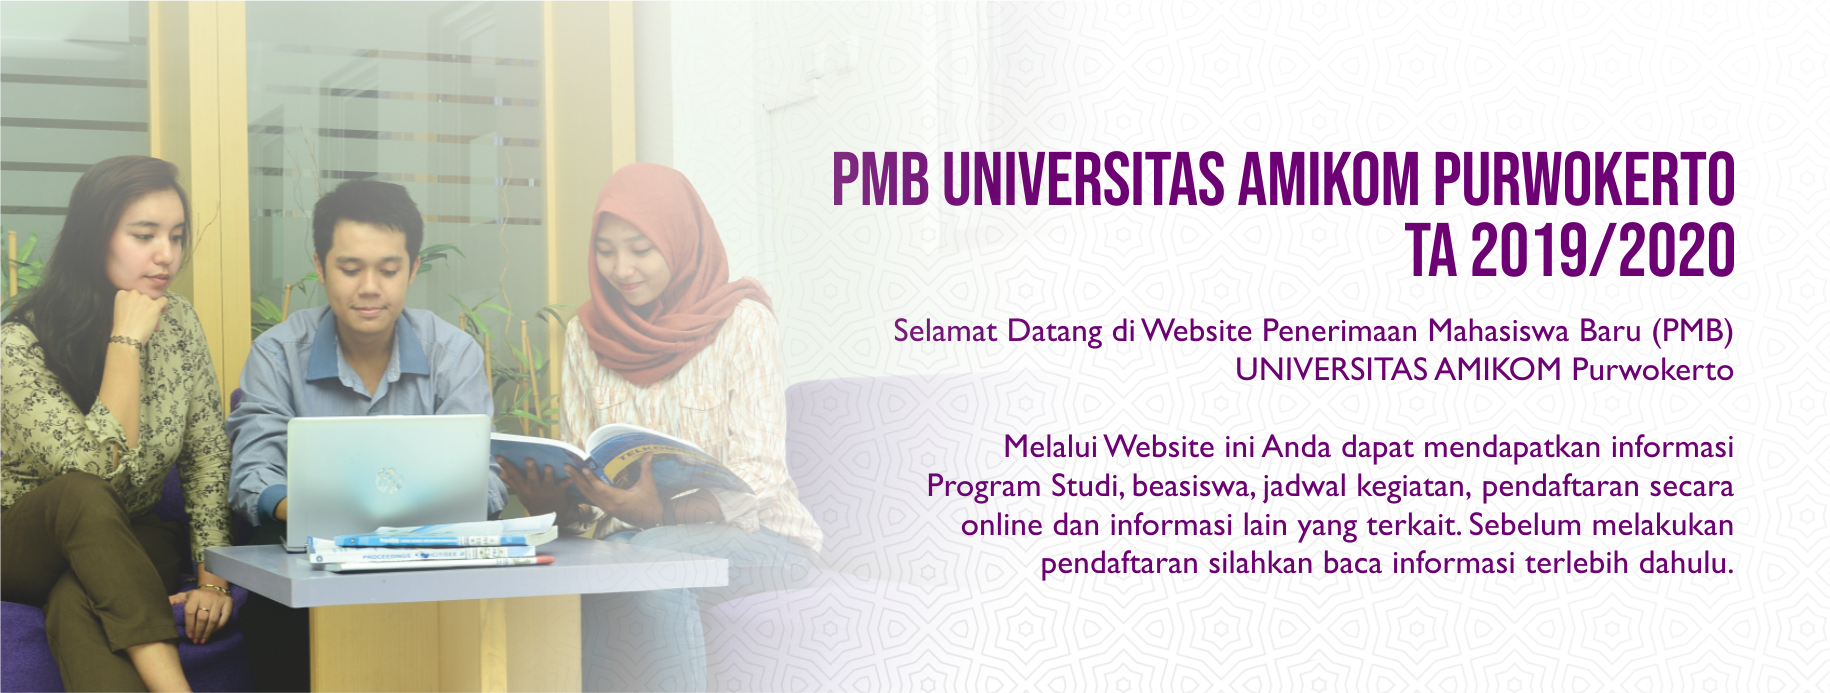 PMB UNIVERSITAS AMIKOM PURWOKERTO
TA 2019/2020
Selamat Datang di Website Penerimaan Mahasiswa Baru (PMB)
UNIVERSITAS AMIKOM Purwokerto
Melalui Website ini Anda dapat mendapatkan informasi
Program Studi, beasiswa, jadwal kegiatan, pendaftaran secara
online dan informasi lain yang terkait. Sebelum melakukan
pendaftaran silahkan baca informasi terlebih dahulu.
PROCEEDINGS